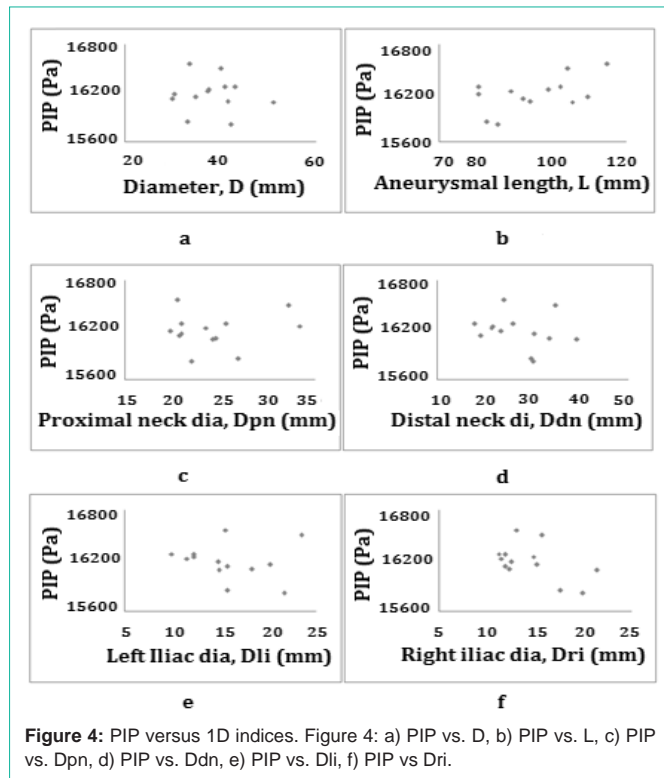 16800
16200
15600
PIP (Pa)
20 40 60
Diameter, D (mm)
a
16800
16200
15600
PIP (Pa)
70 80 100 120
Aneurysmal length, L (mm)
b
16800
16200
15600
PIP (Pa)
15 20 25 30 35
Proximal neck dia, Dpn (mm)
c
16800
16200
15600
PIP (Pa)
10 20 30 40 50
Distal neck di, Ddn (mm)
d
16800
16200
15600
PIP (Pa)
5 10 15 20 25
Left Iliac dia, Dli (mm)
e
16800
16200
15600
PIP (Pa)
5 10 15 20 25
Right iliac dia, Dri (mm)
f
Figure 4: PIP versus 1D indices. Figure 4: a) PIP vs. D, b) PIP vs. L, c) PIP
vs. Dpn, d) PIP vs. Ddn, e) PIP vs. Dli, f) PIP vs Dri.